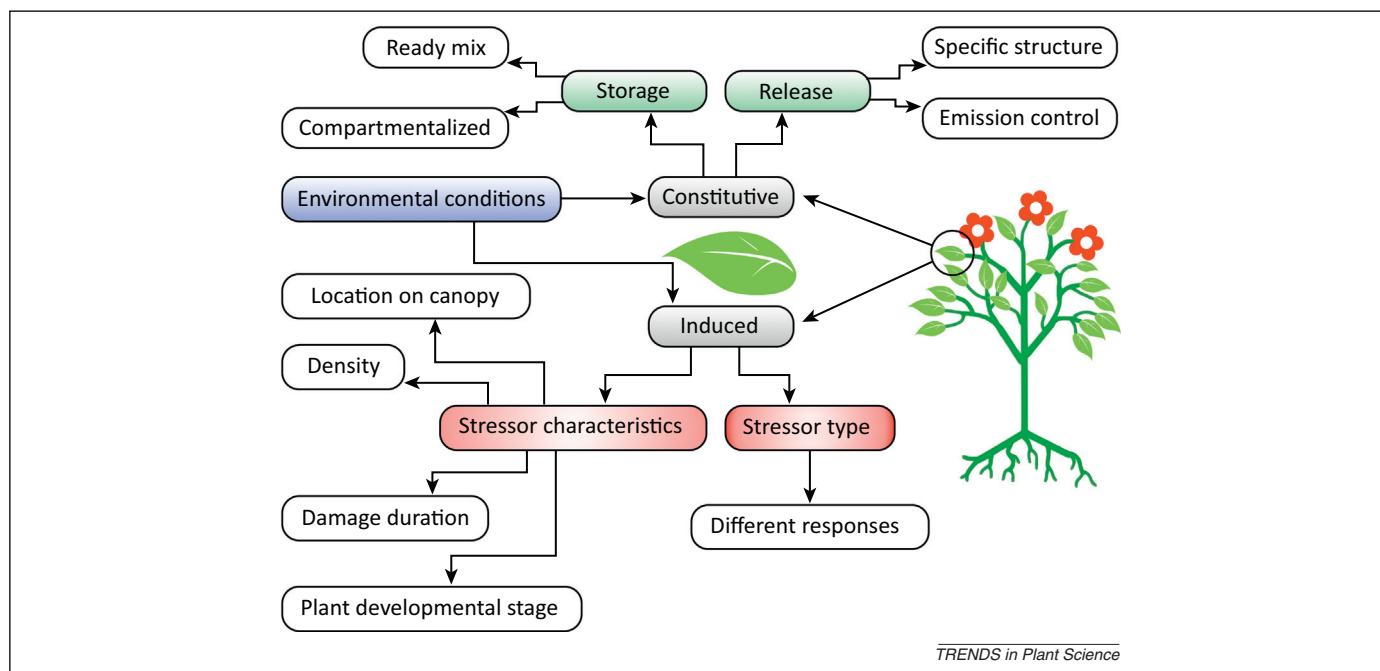 Ready mix
Specific structure
Storage
Release
Compartmentalized
Emission control
Environmental conditions
Constitutive
Location on canopy
Induced
Density
Stressor characteristics
Stressor type
Damage duration
Different responses
Plant developmental stage
TRENDS in Plant Science